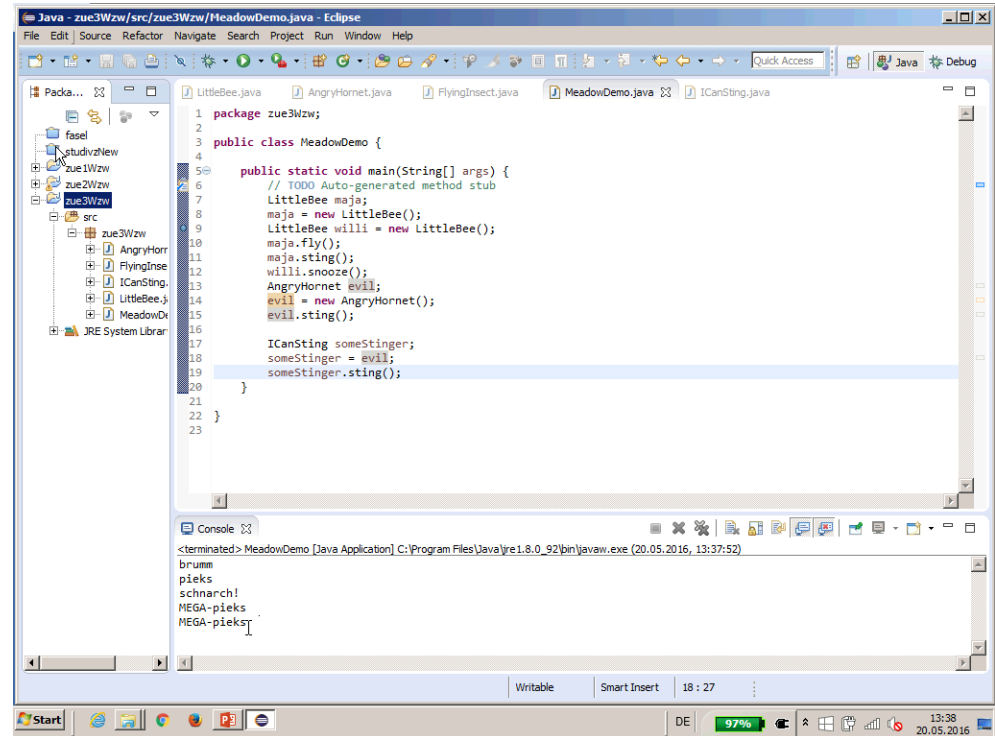 Java - zue3Wzw/src/zue3Wzw/MeadowDemo.java - Eclipse
File Edit Source Refactor Navigate Search Project Run Window Help
Quick Access Java Debug
Packa...
fasel
studivzNew
zue1Wzw
zue2Wzw
zue3Wzw
src
zue3Wzw
AngryHorr
FlyingInse
ICanSting.
LittleBee.j
MeadowDe
JRE System Librar
LittleBee.java AngryHornet.java FlyingInsect.java MeadowDemo.java ICanSting.java
1 package zue3Wzw;
2
3 public class MeadowDemo {
4
5 public static void main(String[] args) {
6 // TODO Auto-generated method stub
7 LittleBee maja;
8 maja = new LittleBee();
9 LittleBee willi = new LittleBee();
10 maja.fly();
11 maja.sting();
12 willi.snooze();
13 AngryHornet evil;
14 evil = new AngryHornet();
15 evil.sting();
16
17 ICanSting someStinger;
18 someStinger = evil;
19 someStinger.sting();
20 }
21
22 }
23
Console
<terminated> MeadowDemo [Java Application] C:\Program Files\Java\jre1.8.0_92\bin\javaw.exe (20.05.2016, 13:37:52)
brumm
pieks
schnarch!
MEGA-pieks
MEGA-pieks
Writable Smart Insert 18 : 27
Start DE 97% 13:38
20.05.2016